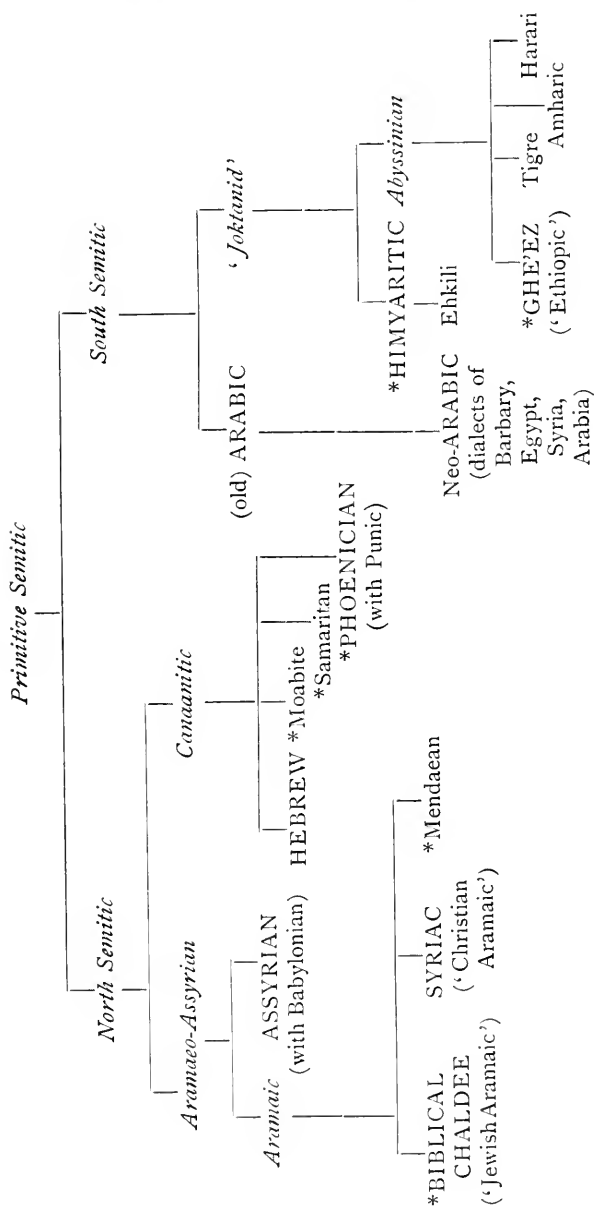 Primitive Semitic
North Semitic
South Semitic
Aramaeo-Assyrian
Canaanitic
(old) ARABIC
‘Joktanid’
Aramaic
ASSYRIAN
(with Babylonian)
HEBREW
*Moabite
*Samaritan
*PHOENICIAN
(with Punic)
*HIMYARITIC
Abyssinian
Ehkili
*BIBLICAL
CHALDEE
(‘Jewish Aramaic’)
SYRIAC
(‘Christian
Aramaic’)
*Mendaean
Neo-ARABIC
(dialects of
Barbary,
Egypt,
Syria,
Arabia)
*GHE’EZ
(‘Ethiopic’)
Tigre
Amharic
Harari